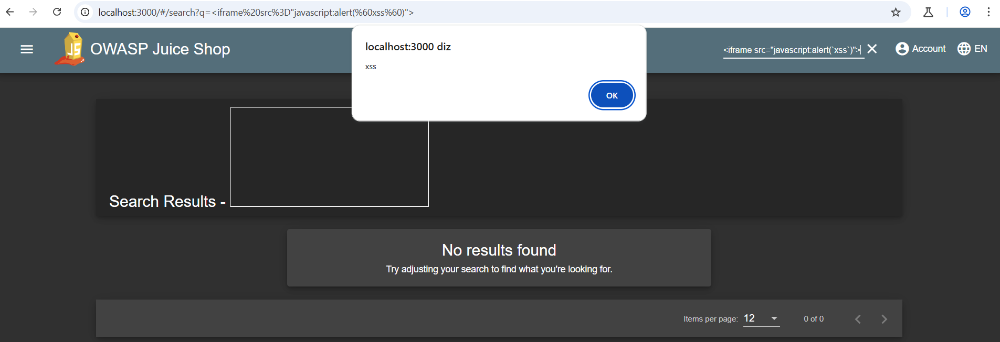 localhost:3000/#/search?q=<iframe%20src%3D"javascript:alert(%60xss%60)">
localhost:3000 diz
xss
OK
JS
OWASP Juice Shop
<iframe src="javascript:alert(`xss`)">
Account
EN
Search Results -
No results found
Try adjusting your search to find what you're looking for.
Items per page: 12
0 of 0